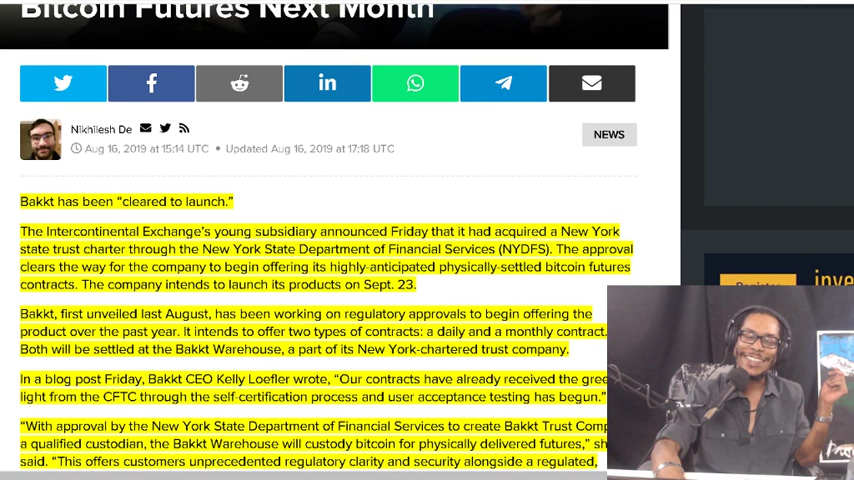 Bitcoin Futures Next Month
Nikhilesh De
Aug 16, 2019 at 15:14 UTC • Updated Aug 16, 2019 at 17:18 UTC
NEWS
Bakkt has been “cleared to launch.”
The Intercontinental Exchange’s young subsidiary announced Friday that it had acquired a New York
state trust charter through the New York State Department of Financial Services (NYDFS). The approval
clears the way for the company to begin offering its highly-anticipated physically-settled bitcoin futures
contracts. The company intends to launch its products on Sept. 23.
Bakkt, first unveiled last August, has been working on regulatory approvals to begin offering the
product over the past year. It intends to offer two types of contracts: a daily and a monthly contract.
Both will be settled at the Bakkt Warehouse, a part of its New York-chartered trust company.
In a blog post Friday, Bakkt CEO Kelly Loefler wrote, “Our contracts have already received the gree
light from the CFTC through the self-certification process and user acceptance testing has begun.”
“With approval by the New York State Department of Financial Services to create Bakkt Trust Comp
a qualified custodian, the Bakkt Warehouse will custody bitcoin for physically delivered futures,” sh
said. “This offers customers unprecedented regulatory clarity and security alongside a regulated,
Register
inve